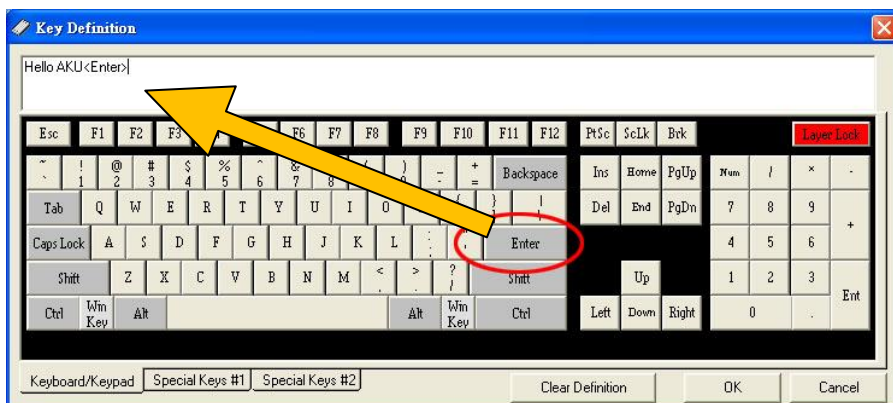 Key Definition
Hello AKU<Enter>
Esc F1 F2 F3 F6 F7 F8 F9 F10 F11 F12 PtSc ScLk Brk Layer Lock
~ ! @ # $ % ^ & ( ) _ +
` 1 2 3 4 5 6 7 8 - = Backspace Ins Home PgUp Num / × -
Tab Q W E R T Y U I O { } | Del End PgDn 7 8 9 +
Caps Lock A S D F G H J K L : ; " ' Enter 4 5 6
Shift Z X C V B N M < , > . ? / Shift Up 1 2 3 Ent
Ctrl Win Key Alt Alt Win Key Ctrl Left Down Right 0 .
Keyboard/Keypad Special Keys #1 Special Keys #2 Clear Definition OK Cancel